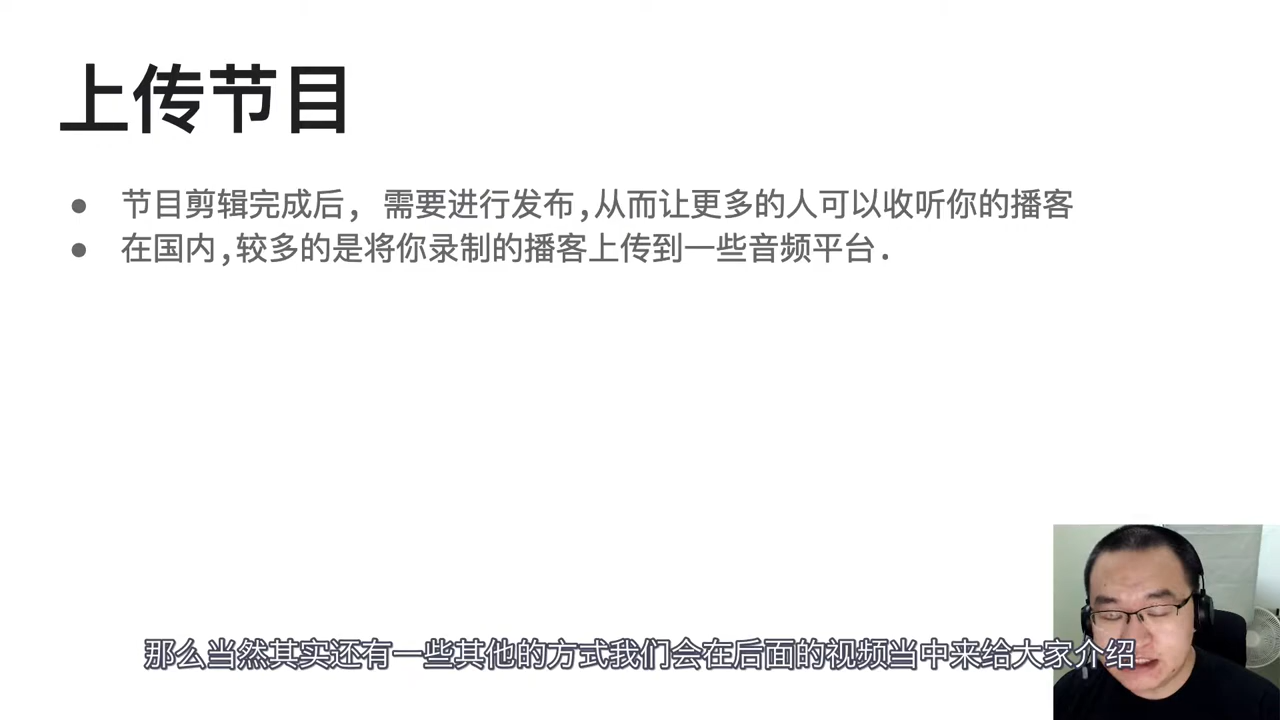 上传节目
● 节目剪辑完成后, 需要进行发布,从而让更多的人可以收听你的播客
● 在国内,较多的是将你录制的播客上传到一些音频平台.
那么当然其实还有一些其他的方式我们会在后面的视频当中来给大家介绍